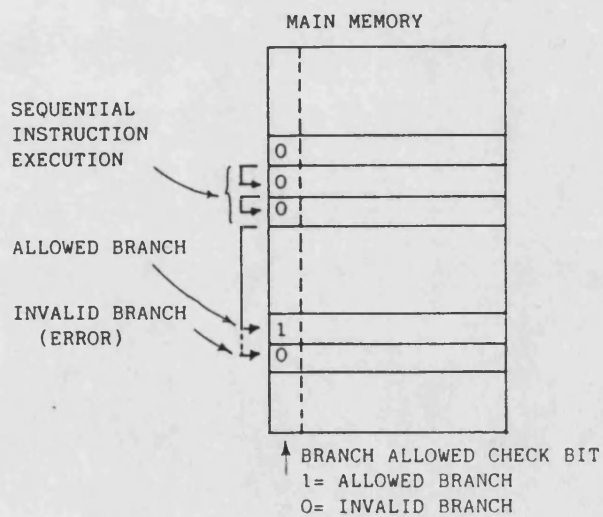 MAIN MEMORY
SEQUENTIAL
INSTRUCTION
EXECUTION
0
0
0
ALLOWED BRANCH
INVALID BRANCH
(ERROR)
1
0
BRANCH ALLOWED CHECK BIT
1= ALLOWED BRANCH
0= INVALID BRANCH